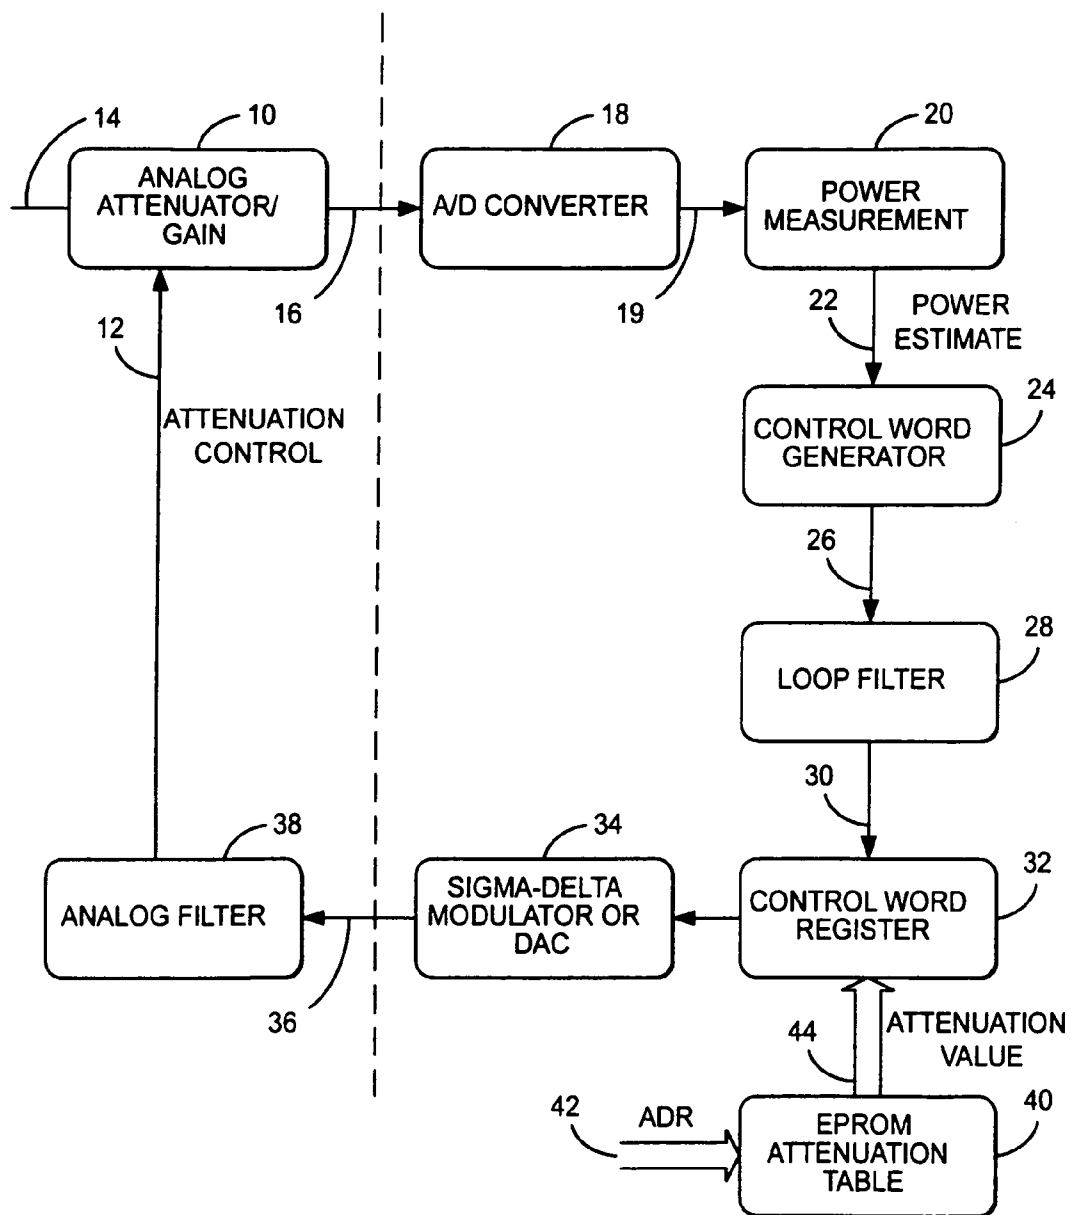 14
10
18
20
ANALOG
ATTENUATOR/
GAIN
A/D CONVERTER
POWER
MEASUREMENT
12
16
19
22
POWER
ESTIMATE
24
ATTENUATION
CONTROL
CONTROL WORD
GENERATOR
26
28
LOOP FILTER
30
38
34
32
ANALOG FILTER
SIGMA-DELTA
MODULATOR OR
DAC
CONTROL WORD
REGISTER
36
44
ATTENUATION
VALUE
42
ADR
40
EPROM
ATTENUATION
TABLE